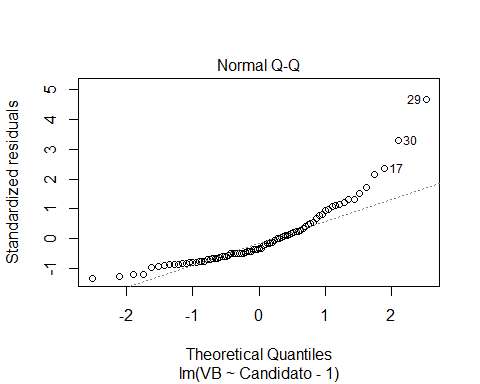 Normal Q-Q
Standardized residuals
5
4
3
2
1
0
-1
29
30
17
-2 -1 0 1 2
Theoretical Quantiles
lm(VB ~ Candidato - 1)